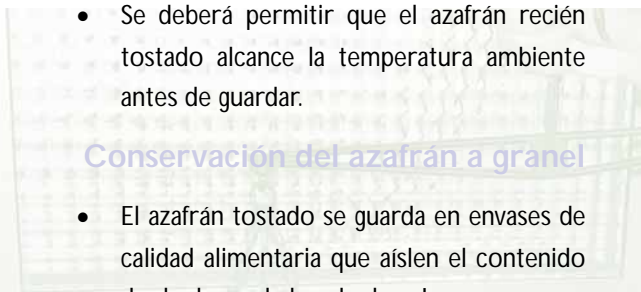 • Se deberá permitir que el azafrán recién
tostado alcance la temperatura ambiente
antes de guardar.
Conservación del azafrán a granel
• El azafrán tostado se guarda en envases de
calidad alimentaria que aíslen el contenido